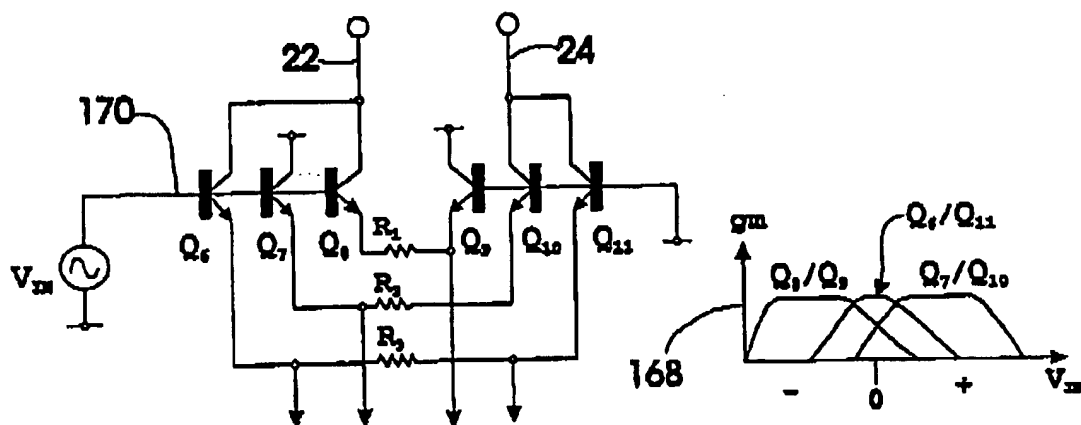 22
24
170
Q6
Q7
Q8
Q9
Q10
Q11
R1
R2
R3
VIN
gm
Q6/Q11
Q8/Q9
Q7/Q10
168
-
0
+
VIN